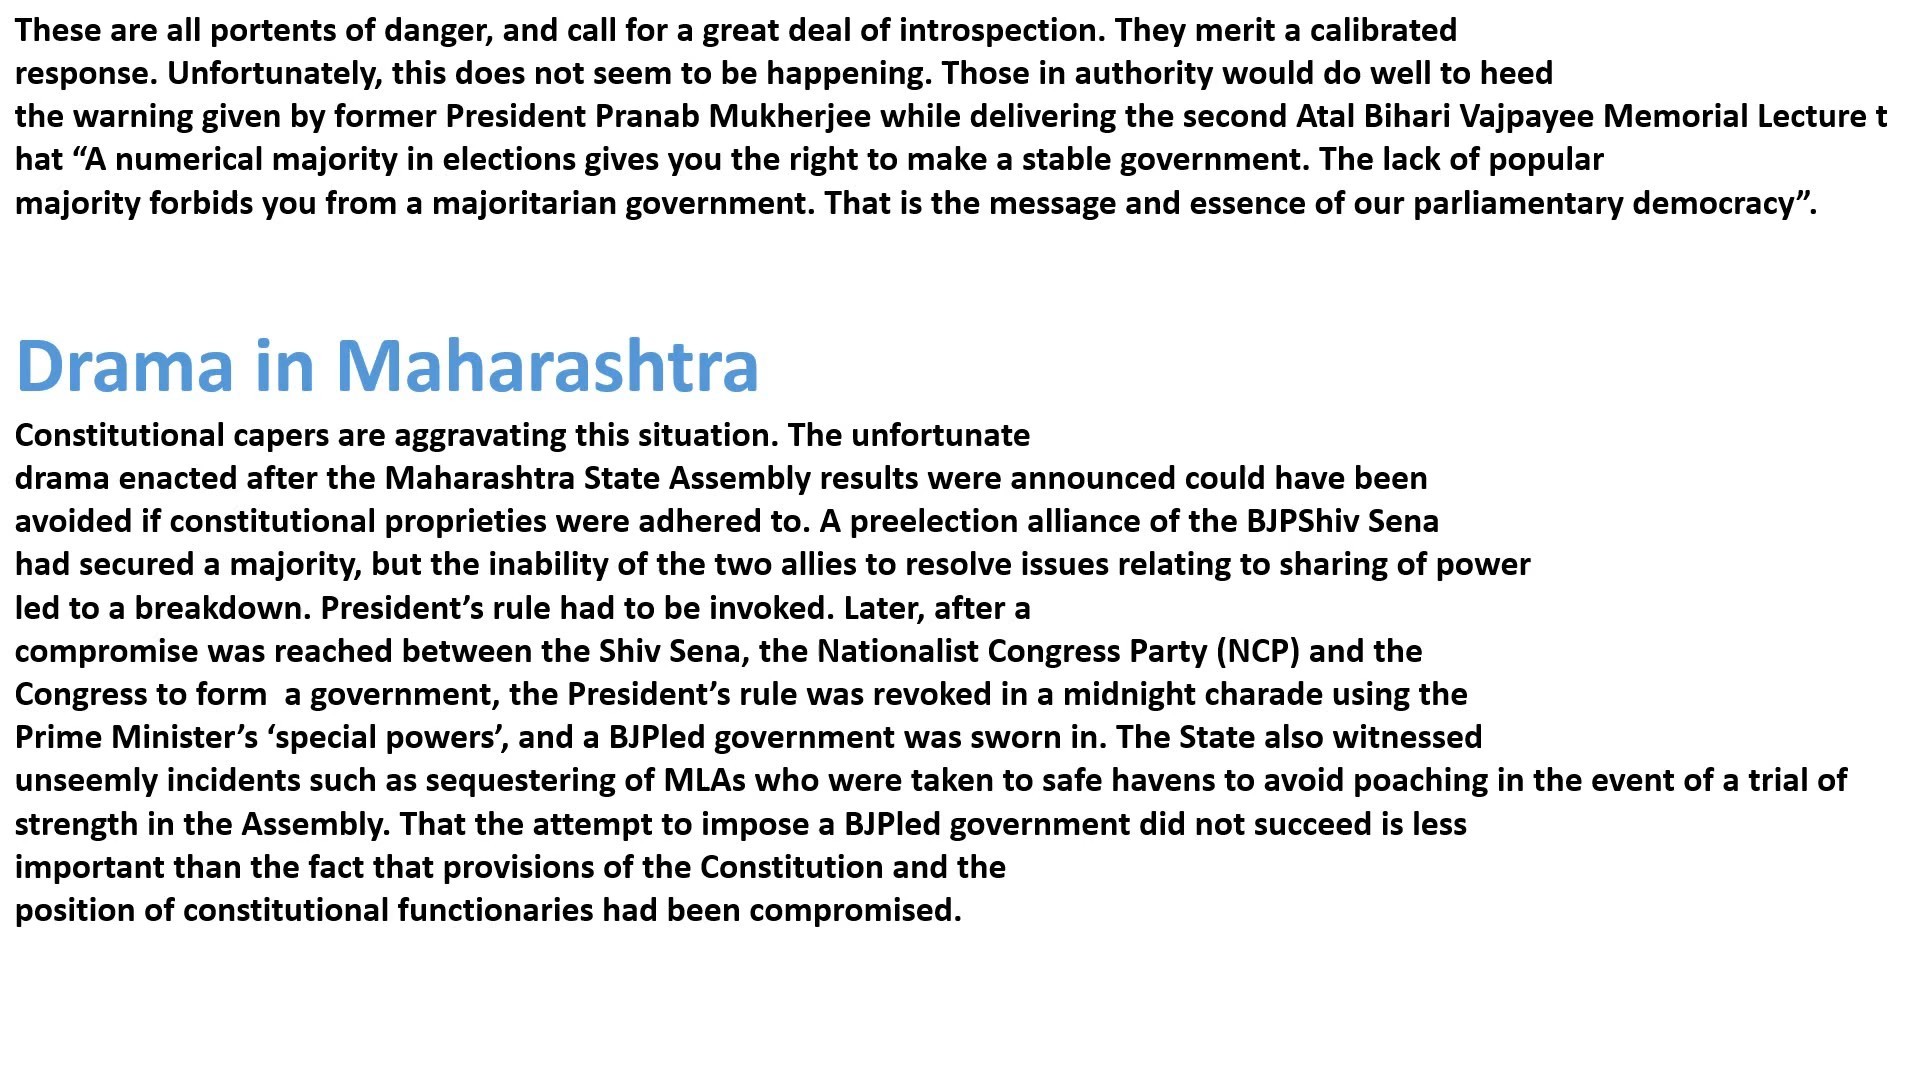 These are all portents of danger, and call for a great deal of introspection. They merit a calibrated
response. Unfortunately, this does not seem to be happening. Those in authority would do well to heed
the warning given by former President Pranab Mukherjee while delivering the second Atal Bihari Vajpayee Memorial Lecture t
hat “A numerical majority in elections gives you the right to make a stable government. The lack of popular
majority forbids you from a majoritarian government. That is the message and essence of our parliamentary democracy”.
Drama in Maharashtra
Constitutional capers are aggravating this situation. The unfortunate
drama enacted after the Maharashtra State Assembly results were announced could have been
avoided if constitutional proprieties were adhered to. A preelection alliance of the BJPShiv Sena
had secured a majority, but the inability of the two allies to resolve issues relating to sharing of power
led to a breakdown. President’s rule had to be invoked. Later, after a
compromise was reached between the Shiv Sena, the Nationalist Congress Party (NCP) and the
Congress to form  a government, the President’s rule was revoked in a midnight charade using the
Prime Minister’s ‘special powers’, and a BJPled government was sworn in. The State also witnessed
unseemly incidents such as sequestering of MLAs who were taken to safe havens to avoid poaching in the event of a trial of
strength in the Assembly. That the attempt to impose a BJPled government did not succeed is less
important than the fact that provisions of the Constitution and the
position of constitutional functionaries had been compromised.